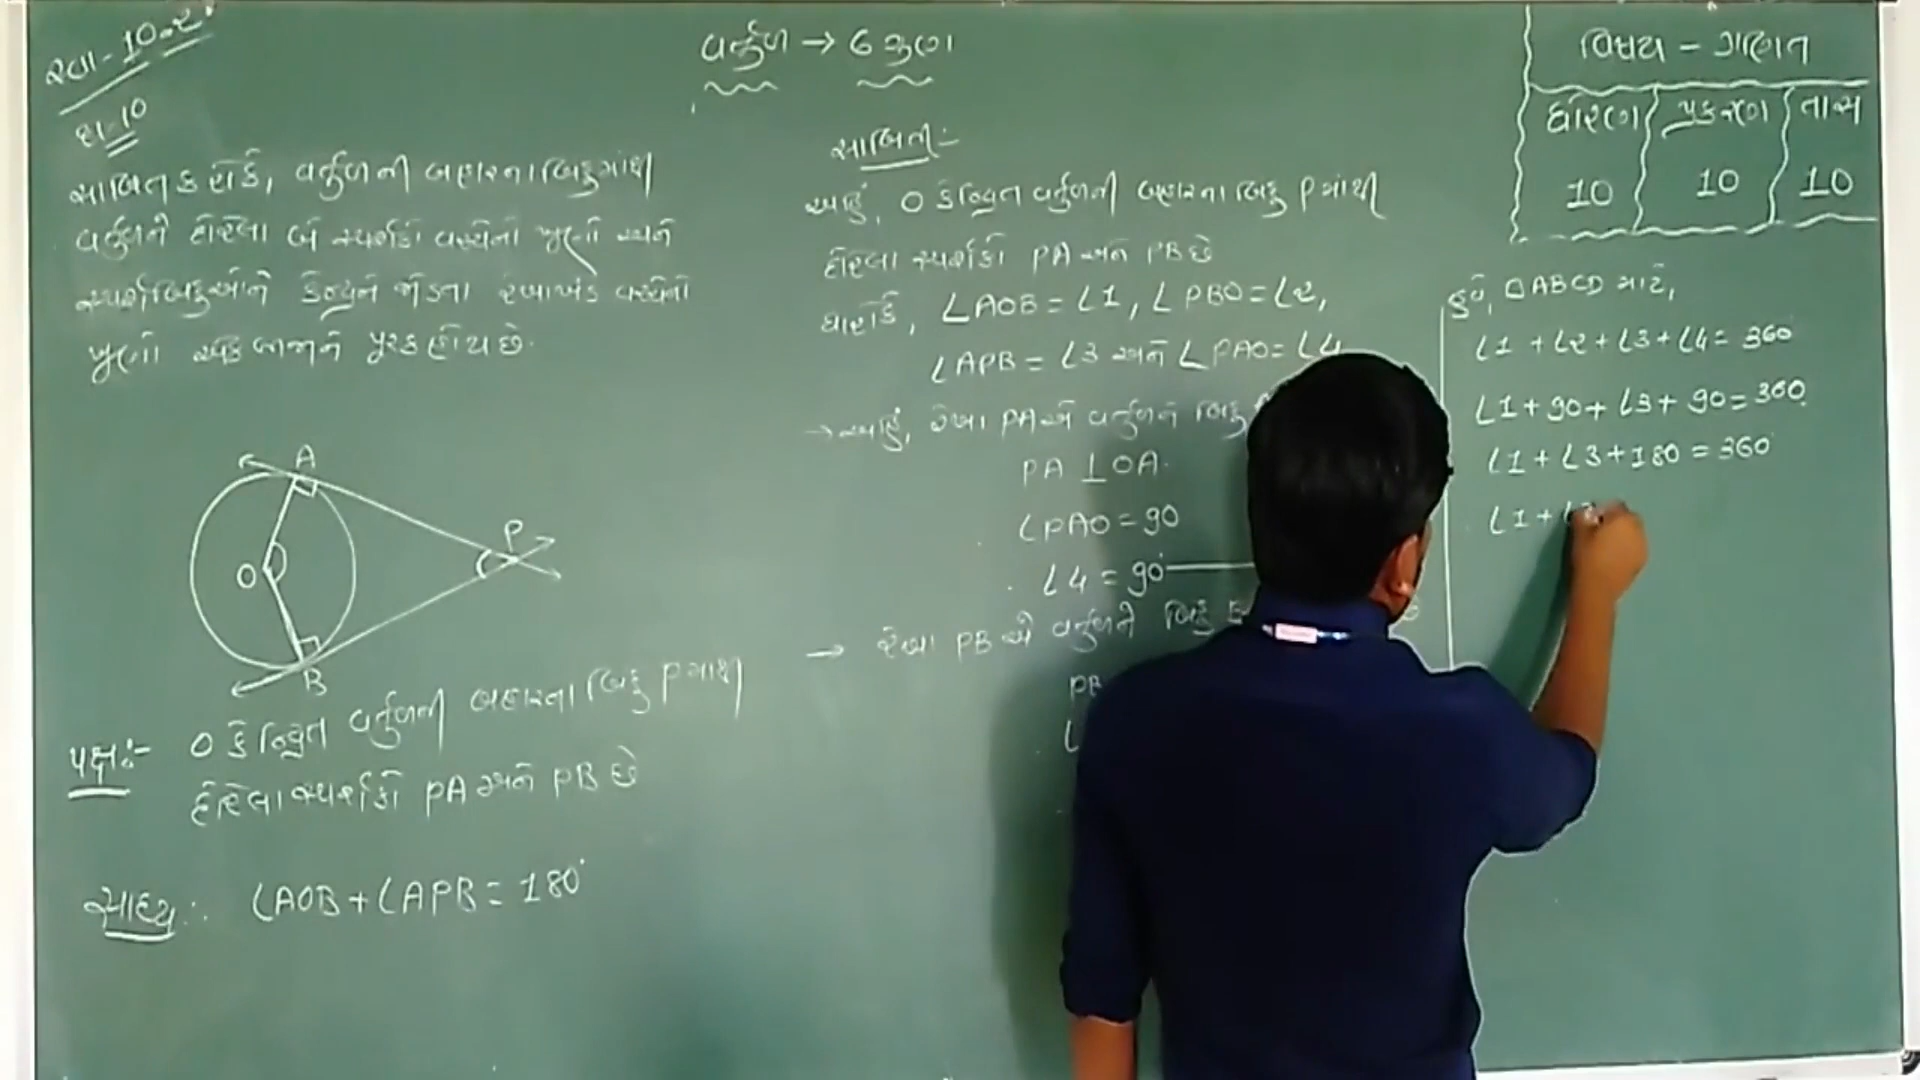 સ્વા-10.2
દા-10
વર્તુળ → 6 ગુણ
વિષય - ગણિત
ધોરણ પ્રકરણ તાસ
10 10 10
સાબિત કરો કે, વર્તુળની બહારના બિંદુમાંથી
વર્તુળને દોરેલા બે સ્પર્શકો વચ્ચેનો ખૂણો અને
સ્પર્શબિંદુઓને કેન્દ્રને જોડતા રેખાખંડ વચ્ચેનો
ખૂણો એકબીજાને પૂરક હોય છે.
A
O
P
B
પક્ષ:- O કેન્દ્રિત વર્તુળની બહારના બિંદુ P માંથી
દોરેલા સ્પર્શકો PA અને PB છે
સાધ્ય:. ∠AOB + ∠APB = 180°
સાબિતી:-
અહીં, O કેન્દ્રિત વર્તુળની બહારના બિંદુ P માંથી
દોરેલા સ્પર્શકો PA અને PB છે
ધારો કે, ∠AOB = ∠1, ∠PBO = ∠2,
∠APB = ∠3 અને ∠PAO = ∠4
→ અહીં, રેખા PA એ વર્તુળને બિંદુ
PA ⊥ OA.
∠PAO = 90
∠4 = 90°
→ રેખા PB એ વર્તુળને બિંદુ
PB
∠
હવે, □ABCD માટે,
∠1 + ∠2 + ∠3 + ∠4 = 360°
∠1 + 90 + ∠3 + 90 = 360°
∠1 + ∠3 + 180 = 360°
∠1 + ∠3